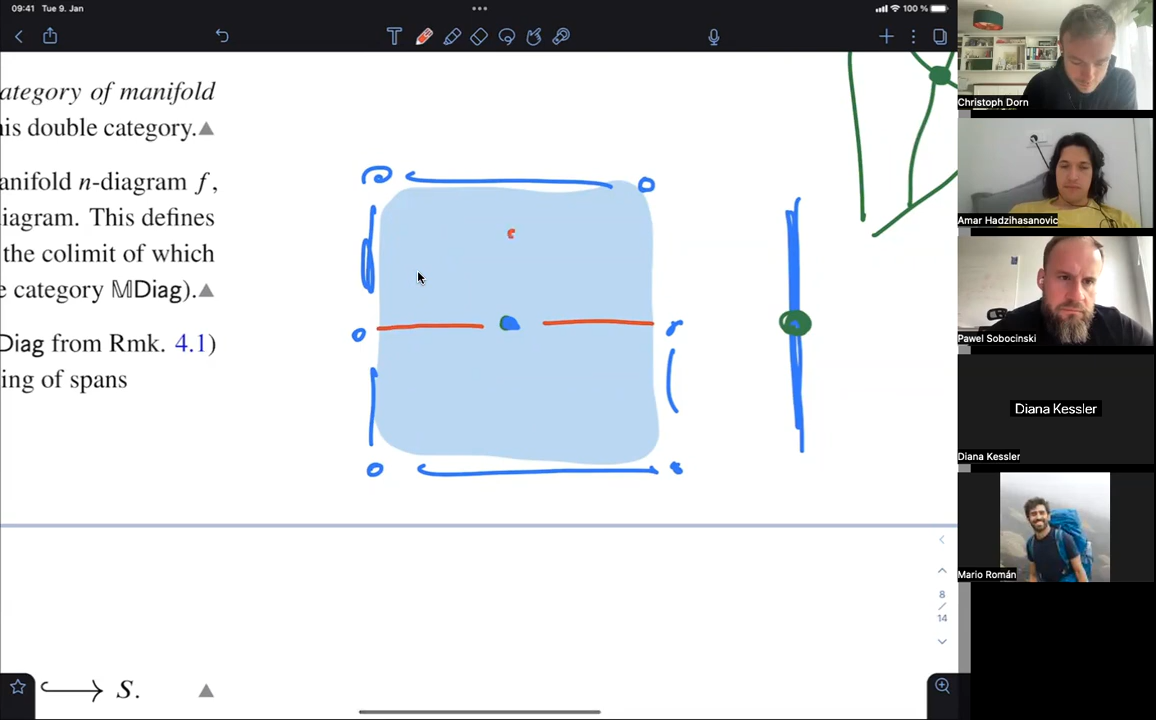 09:41 Tue 9. Jan
100 %
ategory of manifold
his double category.▲
anifold n-diagram f,
iagram. This defines
the colimit of which
e category 𝕄Diag).▲
Diag from Rmk. 4.1)
ing of spans
↪ S. ▲
8
/
14
Christoph Dorn
Amar Hadzihasanovic
Pawel Sobocinski
Diana Kessler
Diana Kessler
Mario Román